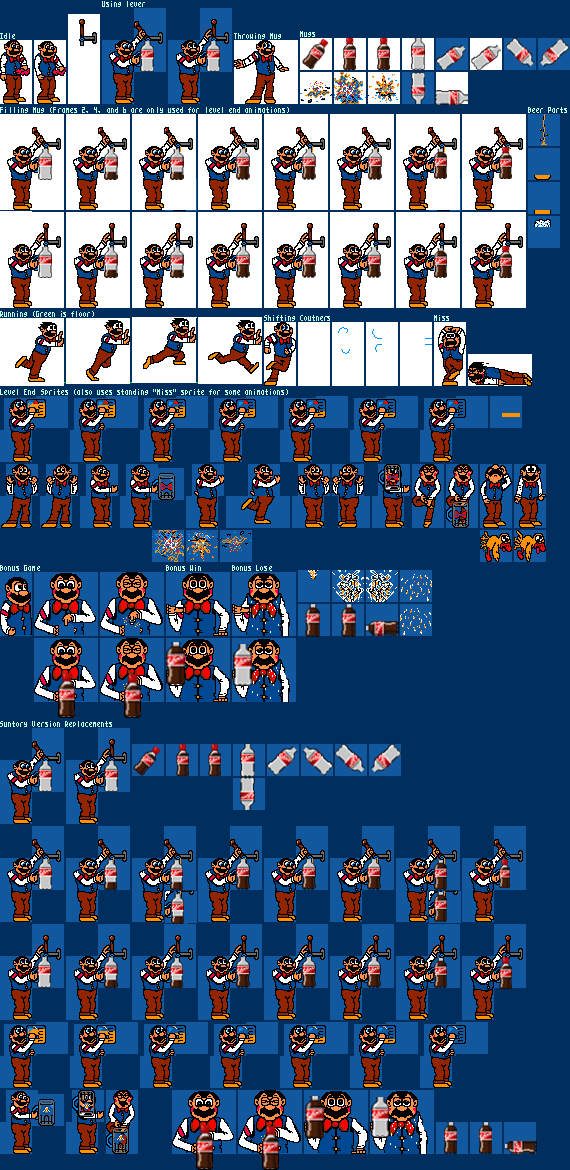 Using lever
Idle
Throwing Mug
Mugs
Filling Mug (Frames 2, 4, and 6 are only used for level end animations)
Beer Parts
Running (Green is floor)
Shifting Coutners
Miss
Level End Sprites (also uses standing "Miss" sprite for some animations)
Bonus Game
Bonus Win
Bonus Lose
Suntory Version Replacements